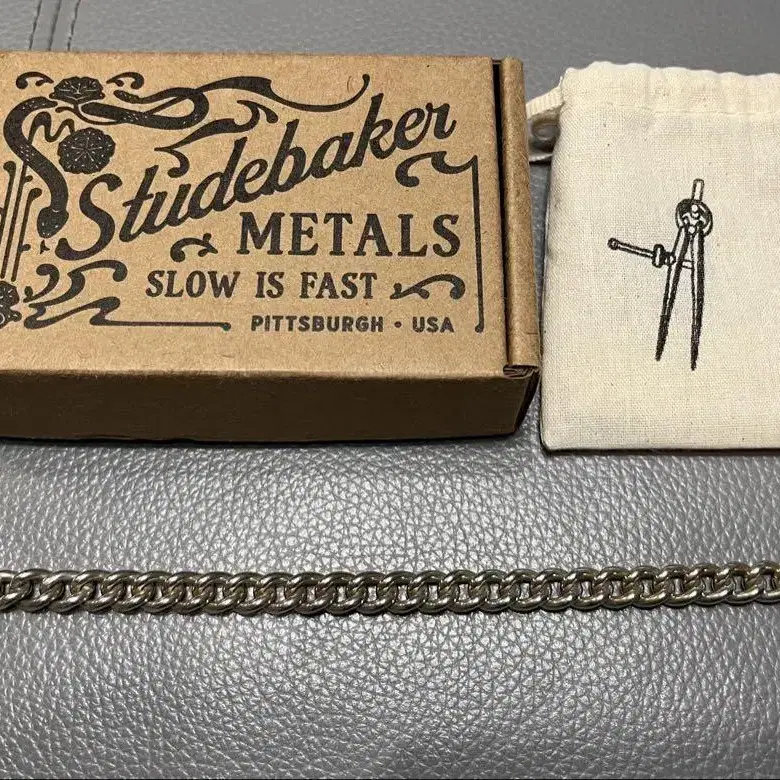 Studebaker
METALS
SLOW IS FAST
PITTSBURGH • USA